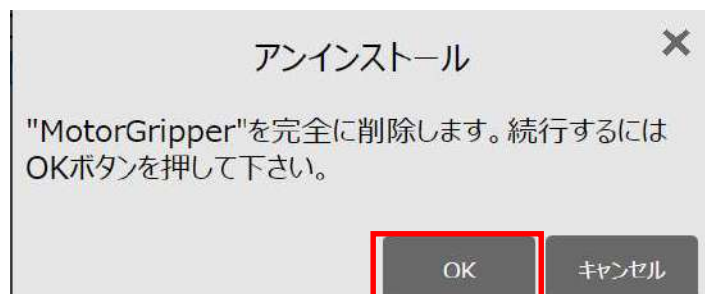 アンインストール
"MotorGripper"を完全に削除します。続行するには
OKボタンを押して下さい。
OK
キャンセル